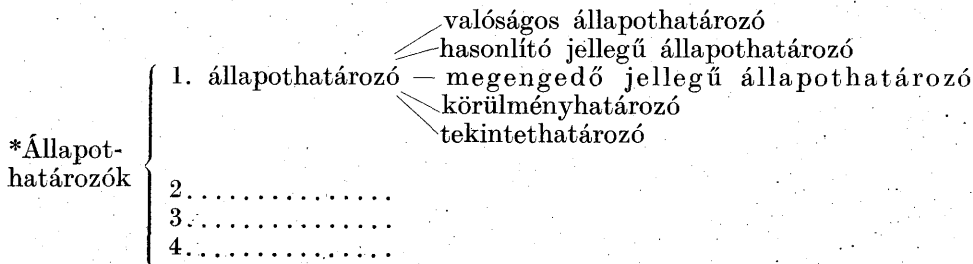 valóságos állapothatározó
hasonlító jellegű állapothatározó
1. állapothatározó — megengedő jellegű állapothatározó
körülményhatározó
tekintethatározó
*Állapot-
határozók
2. . . . . . . . . . . . . . . .
3. . . . . . . . . . . . . . . .
4. . . . . . . . . . . . . . . .